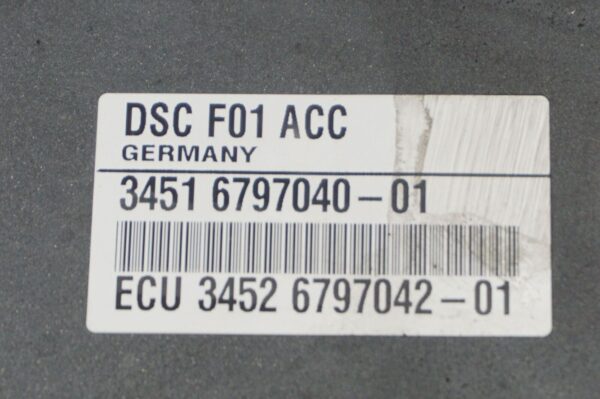 DSC F01 ACC
GERMANY
3451 6797040-01
ECU 3452 6797042-01